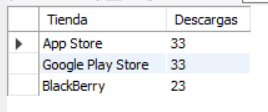 Tienda Descargas
App Store 33
Google Play Store 33
BlackBerry 23